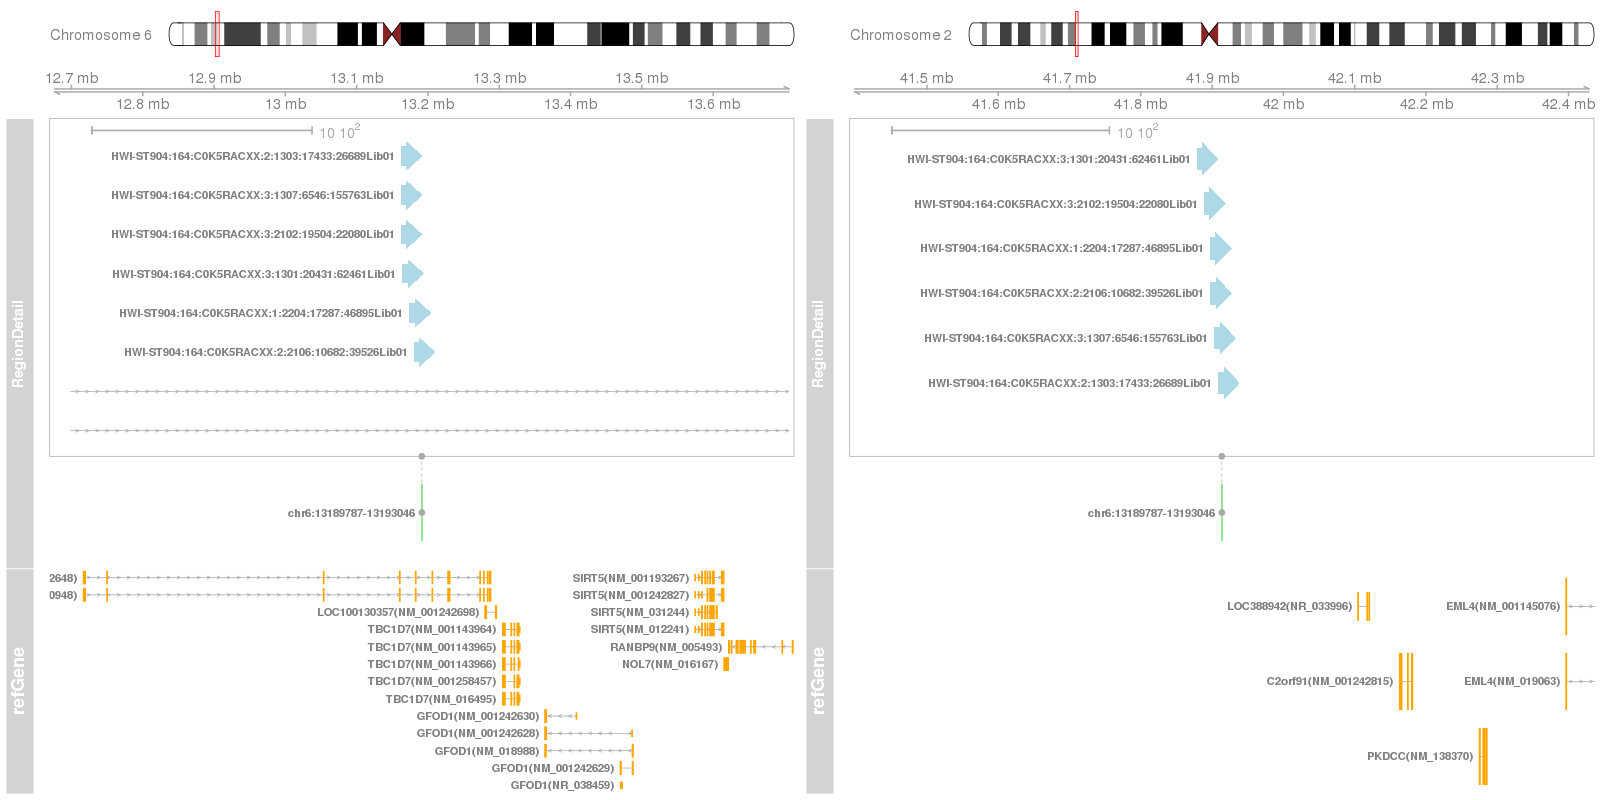 Chromosome 6
12.7 mb 12.9 mb 13.1 mb 13.3 mb 13.5 mb
12.8 mb 13 mb 13.2 mb 13.4 mb 13.6 mb
RegionDetail
10 10²
HWI-ST904:164:C0K5RACXX:2:1303:17433:26689Lib01
HWI-ST904:164:C0K5RACXX:3:1307:6546:155763Lib01
HWI-ST904:164:C0K5RACXX:3:2102:19504:22080Lib01
HWI-ST904:164:C0K5RACXX:3:1301:20431:62461Lib01
HWI-ST904:164:C0K5RACXX:1:2204:17287:46895Lib01
HWI-ST904:164:C0K5RACXX:2:2106:10682:39526Lib01
chr6:13189787-13193046
refGene
2648)
0948)
LOC100130357(NM_001242698)
TBC1D7(NM_001143964)
TBC1D7(NM_001143965)
TBC1D7(NM_001143966)
TBC1D7(NM_001258457)
TBC1D7(NM_016495)
GFOD1(NM_001242630)
GFOD1(NM_001242628)
GFOD1(NM_018988)
GFOD1(NM_001242629)
GFOD1(NR_038459)
SIRT5(NM_001193267)
SIRT5(NM_001242827)
SIRT5(NM_031244)
SIRT5(NM_012241)
RANBP9(NM_005493)
NOL7(NM_016167)
Chromosome 2
41.5 mb 41.7 mb 41.9 mb 42.1 mb 42.3 mb
41.6 mb 41.8 mb 42 mb 42.2 mb 42.4 mb
RegionDetail
10 10²
HWI-ST904:164:C0K5RACXX:3:1301:20431:62461Lib01
HWI-ST904:164:C0K5RACXX:3:2102:19504:22080Lib01
HWI-ST904:164:C0K5RACXX:1:2204:17287:46895Lib01
HWI-ST904:164:C0K5RACXX:2:2106:10682:39526Lib01
HWI-ST904:164:C0K5RACXX:3:1307:6546:155763Lib01
HWI-ST904:164:C0K5RACXX:2:1303:17433:26689Lib01
chr6:13189787-13193046
refGene
LOC388942(NR_033996)
EML4(NM_001145076)
C2orf91(NM_001242815)
EML4(NM_019063)
PKDCC(NM_138370)